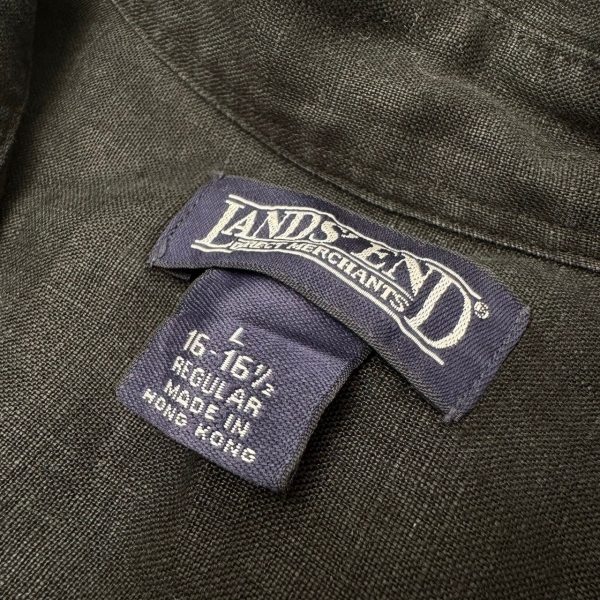 LANDS' END®
DIRECT MERCHANTS
L
16-16½
REGULAR
MADE IN
HONG KONG